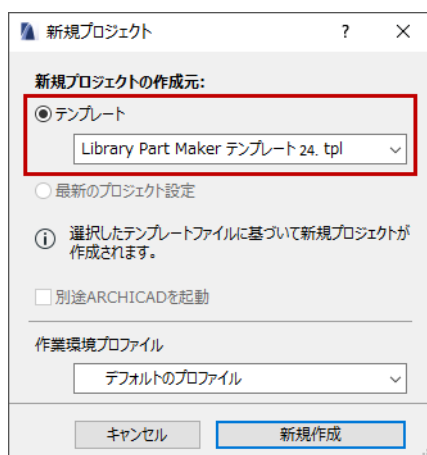 新規プロジェクト ? ×
新規プロジェクトの作成元:
テンプレート
Library Part Maker テンプレート 24. tpl
最新のプロジェクト設定
選択したテンプレートファイルに基づいて新規プロジェクトが
作成されます。
別途ARCHICADを起動
作業環境プロファイル
デフォルトのプロファイル
キャンセル 新規作成